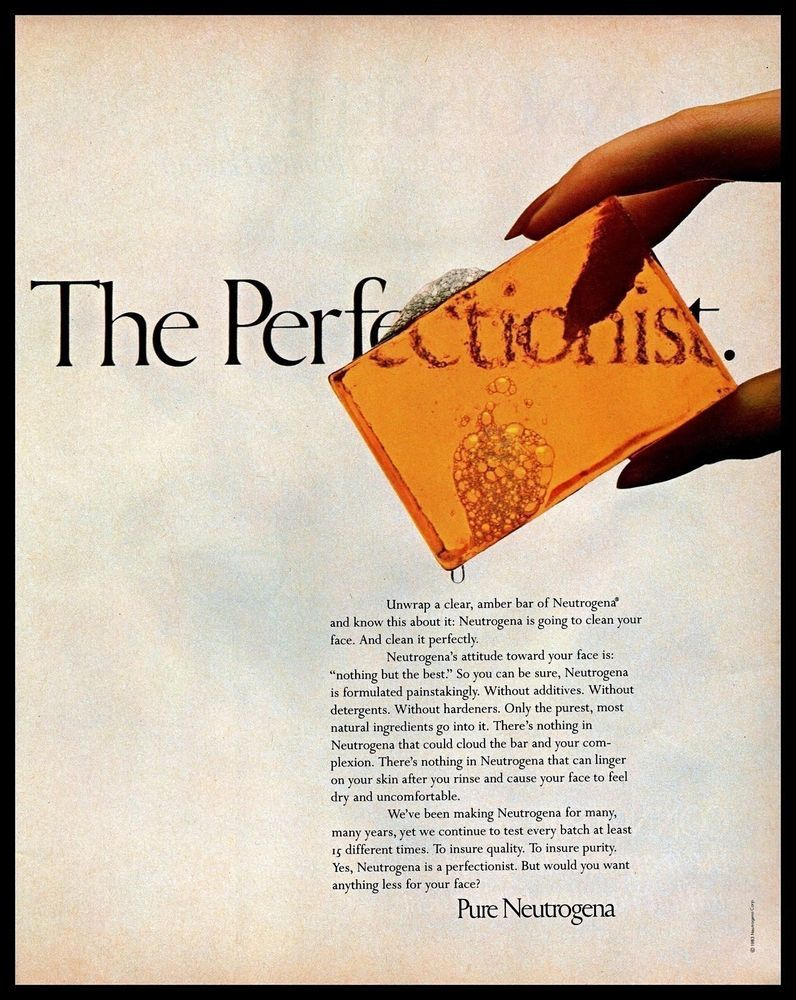 The Perfectionist.
Unwrap a clear, amber bar of Neutrogena®
and know this about it: Neutrogena is going to clean your
face. And clean it perfectly.
Neutrogena's attitude toward your face is:
“nothing but the best.” So you can be sure, Neutrogena
is formulated painstakingly. Without additives. Without
detergents. Without hardeners. Only the purest, most
natural ingredients go into it. There's nothing in
Neutrogena that could cloud the bar and your com-
plexion. There's nothing in Neutrogena that can linger
on your skin after you rinse and cause your face to feel
dry and uncomfortable.
We've been making Neutrogena for many,
many years, yet we continue to test every batch at least
15 different times. To insure quality. To insure purity.
Yes, Neutrogena is a perfectionist. But would you want
anything less for your face?
Pure Neutrogena
© 1983 Neutrogena Corp.